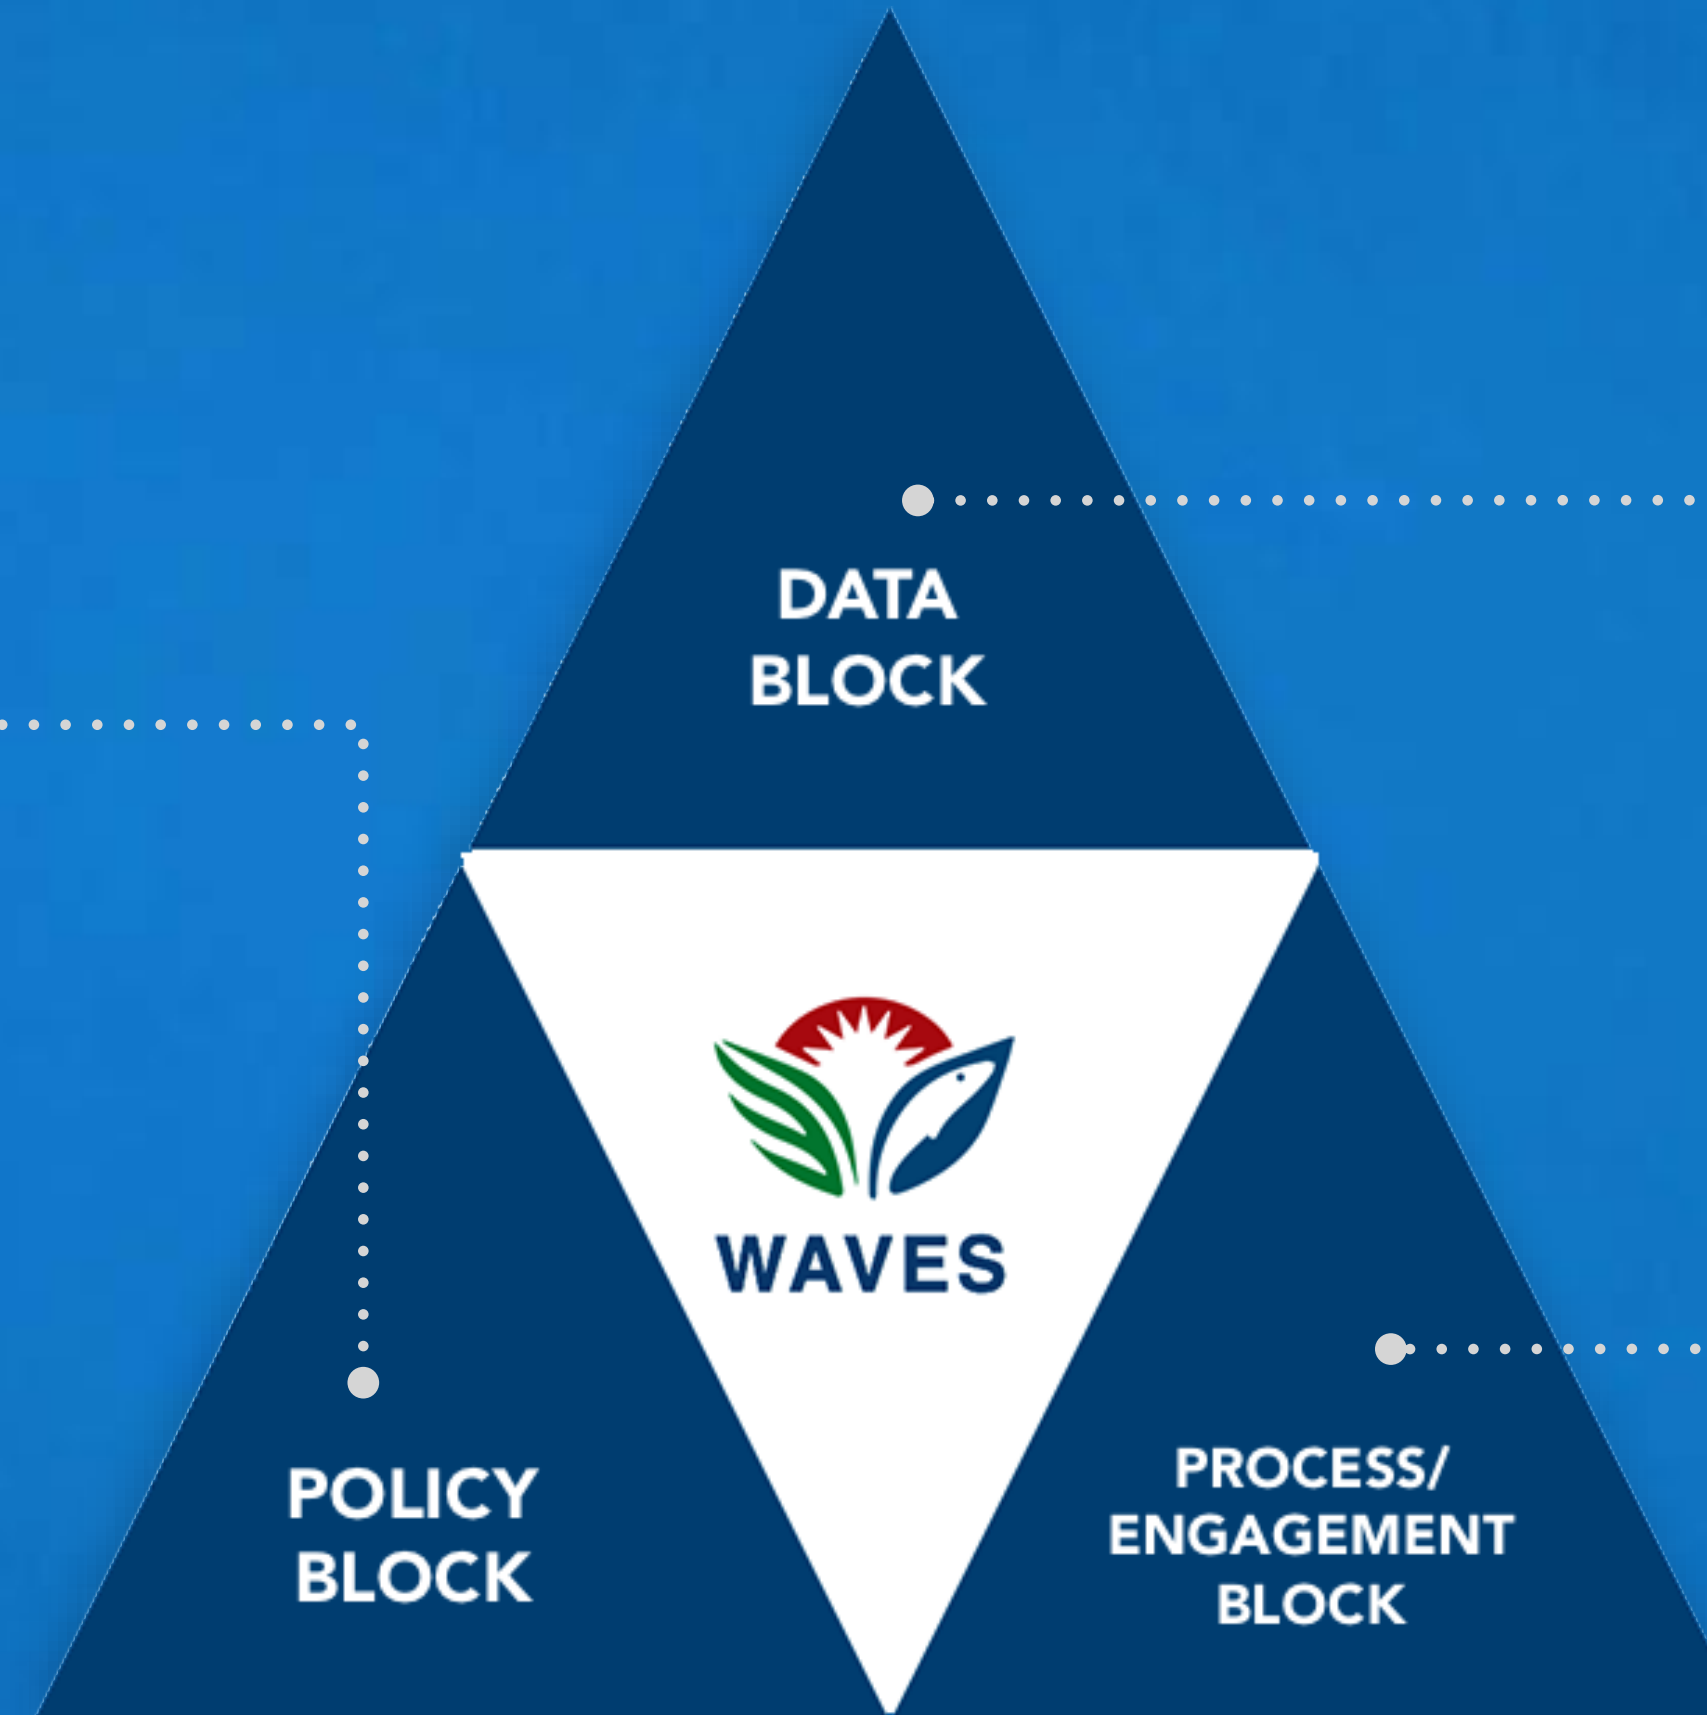 DATA
BLOCK
WAVES
POLICY
BLOCK
PROCESS/
ENGAGEMENT
BLOCK